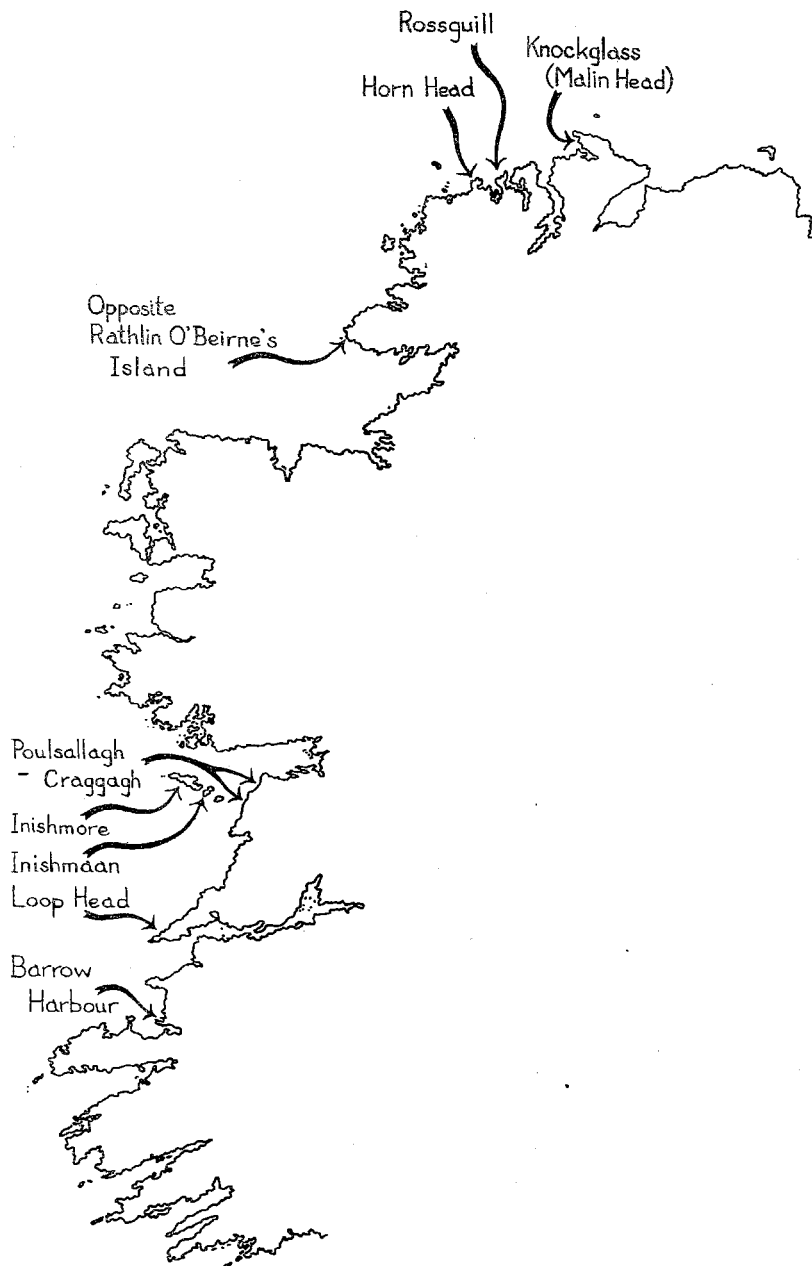 Rossguill
Knockglass
(Malin Head)
Horn Head
Opposite
Rathlin O'Beirne's
Island
Poulsallagh
- Craggagh
Inishmore
Inishmaan
Loop Head
Barrow
Harbour